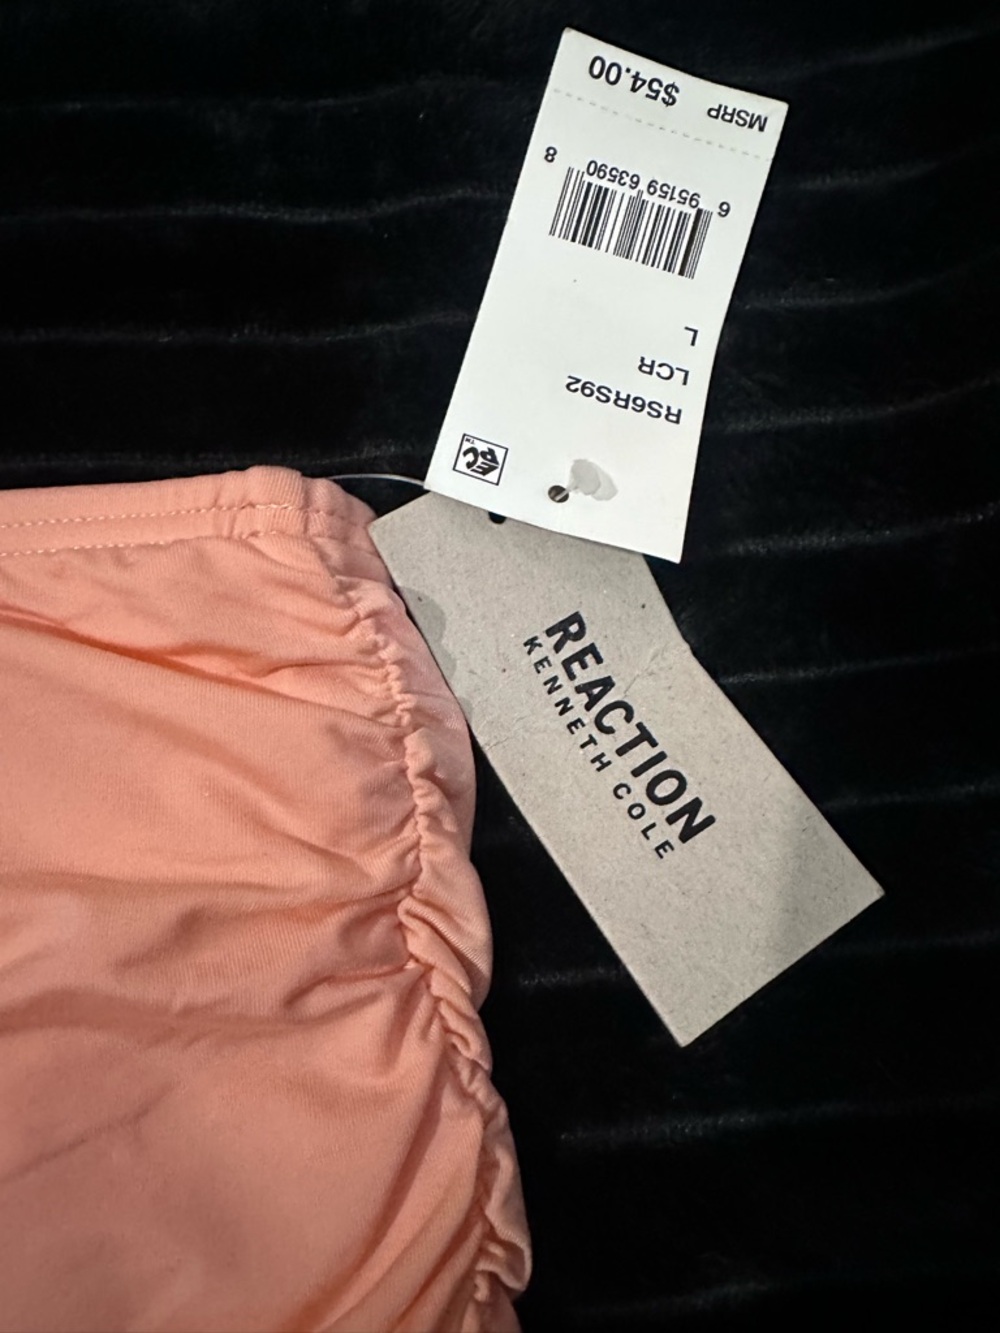 RS6RS92
LCR
L
6 95159 63590 8
MSRP $54.00
REACTION
KENNETH COLE